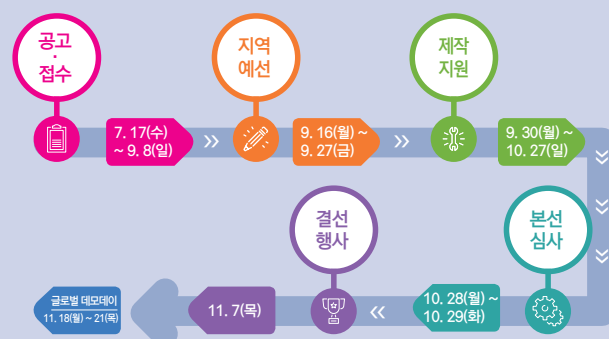 공고
·
접수
7. 17(수)
~ 9. 8(일)
지역
예선
9. 16(월) ~
9. 27(금)
제작
지원
9. 30(월) ~
10. 27(일)
본선
심사
10. 28(월) ~
10. 29(화)
결선
행사
11. 7(목)
글로벌 데모데이
11. 18(월) ~ 21(목)